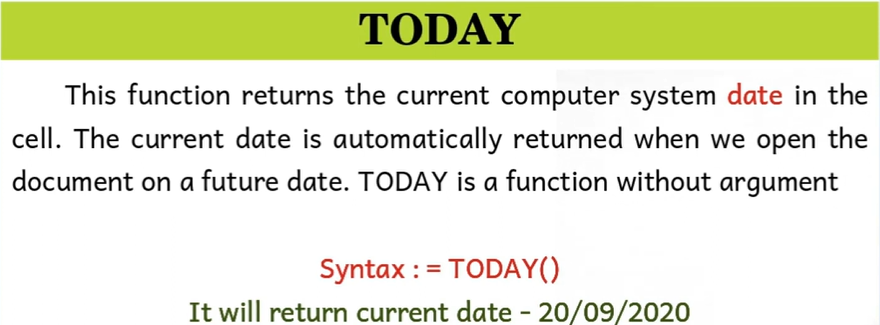 TODAY
This function returns the current computer system date in the
cell. The current date is automatically returned when we open the
document on a future date. TODAY is a function without argument
Syntax : = TODAY()
It will return current date - 20/09/2020